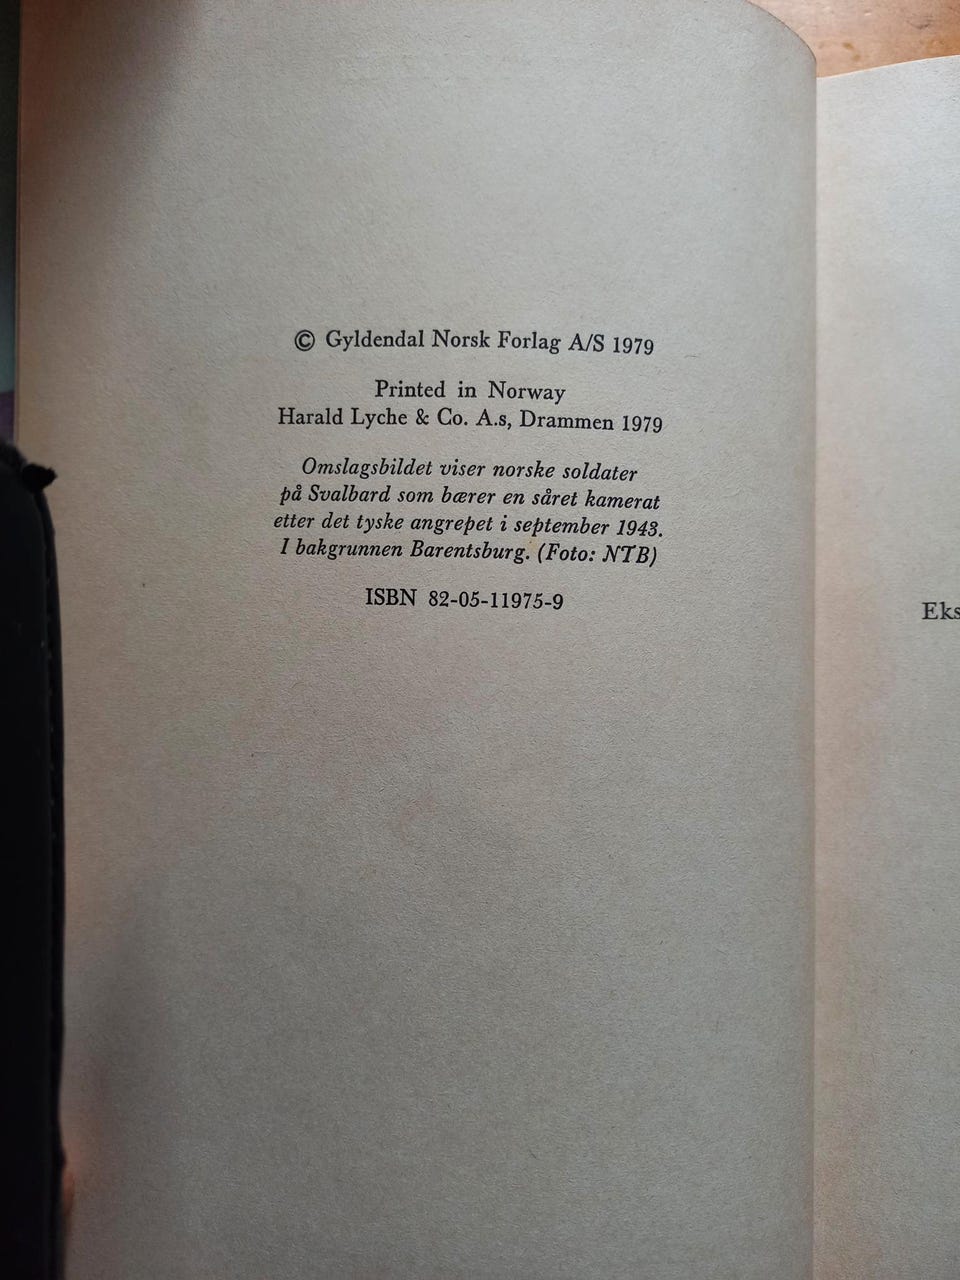 © Gyldendal Norsk Forlag A/S 1979
Printed in Norway
Harald Lyche & Co. A.s, Drammen 1979
Omslagsbildet viser norske soldater
på Svalbard som bærer en såret kamerat
etter det tyske angrepet i september 1943.
I bakgrunnen Barentsburg. (Foto: NTB)
ISBN 82-05-11975-9
Eks